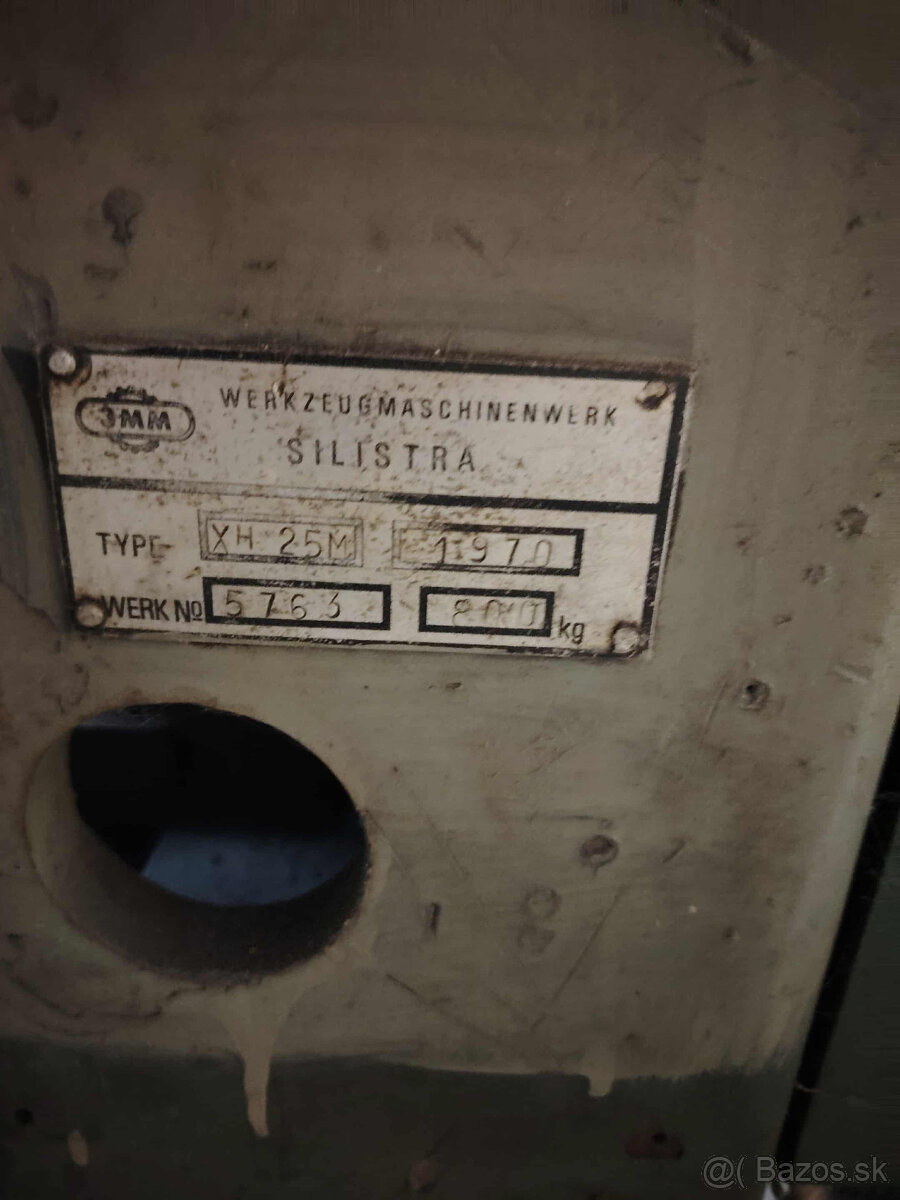 ЗММ
WERKZEUGMASCHINENWERK
SILISTRA
TYPE XH 25M 1970
WERK № 5763 800 kg
@( Bazos.sk